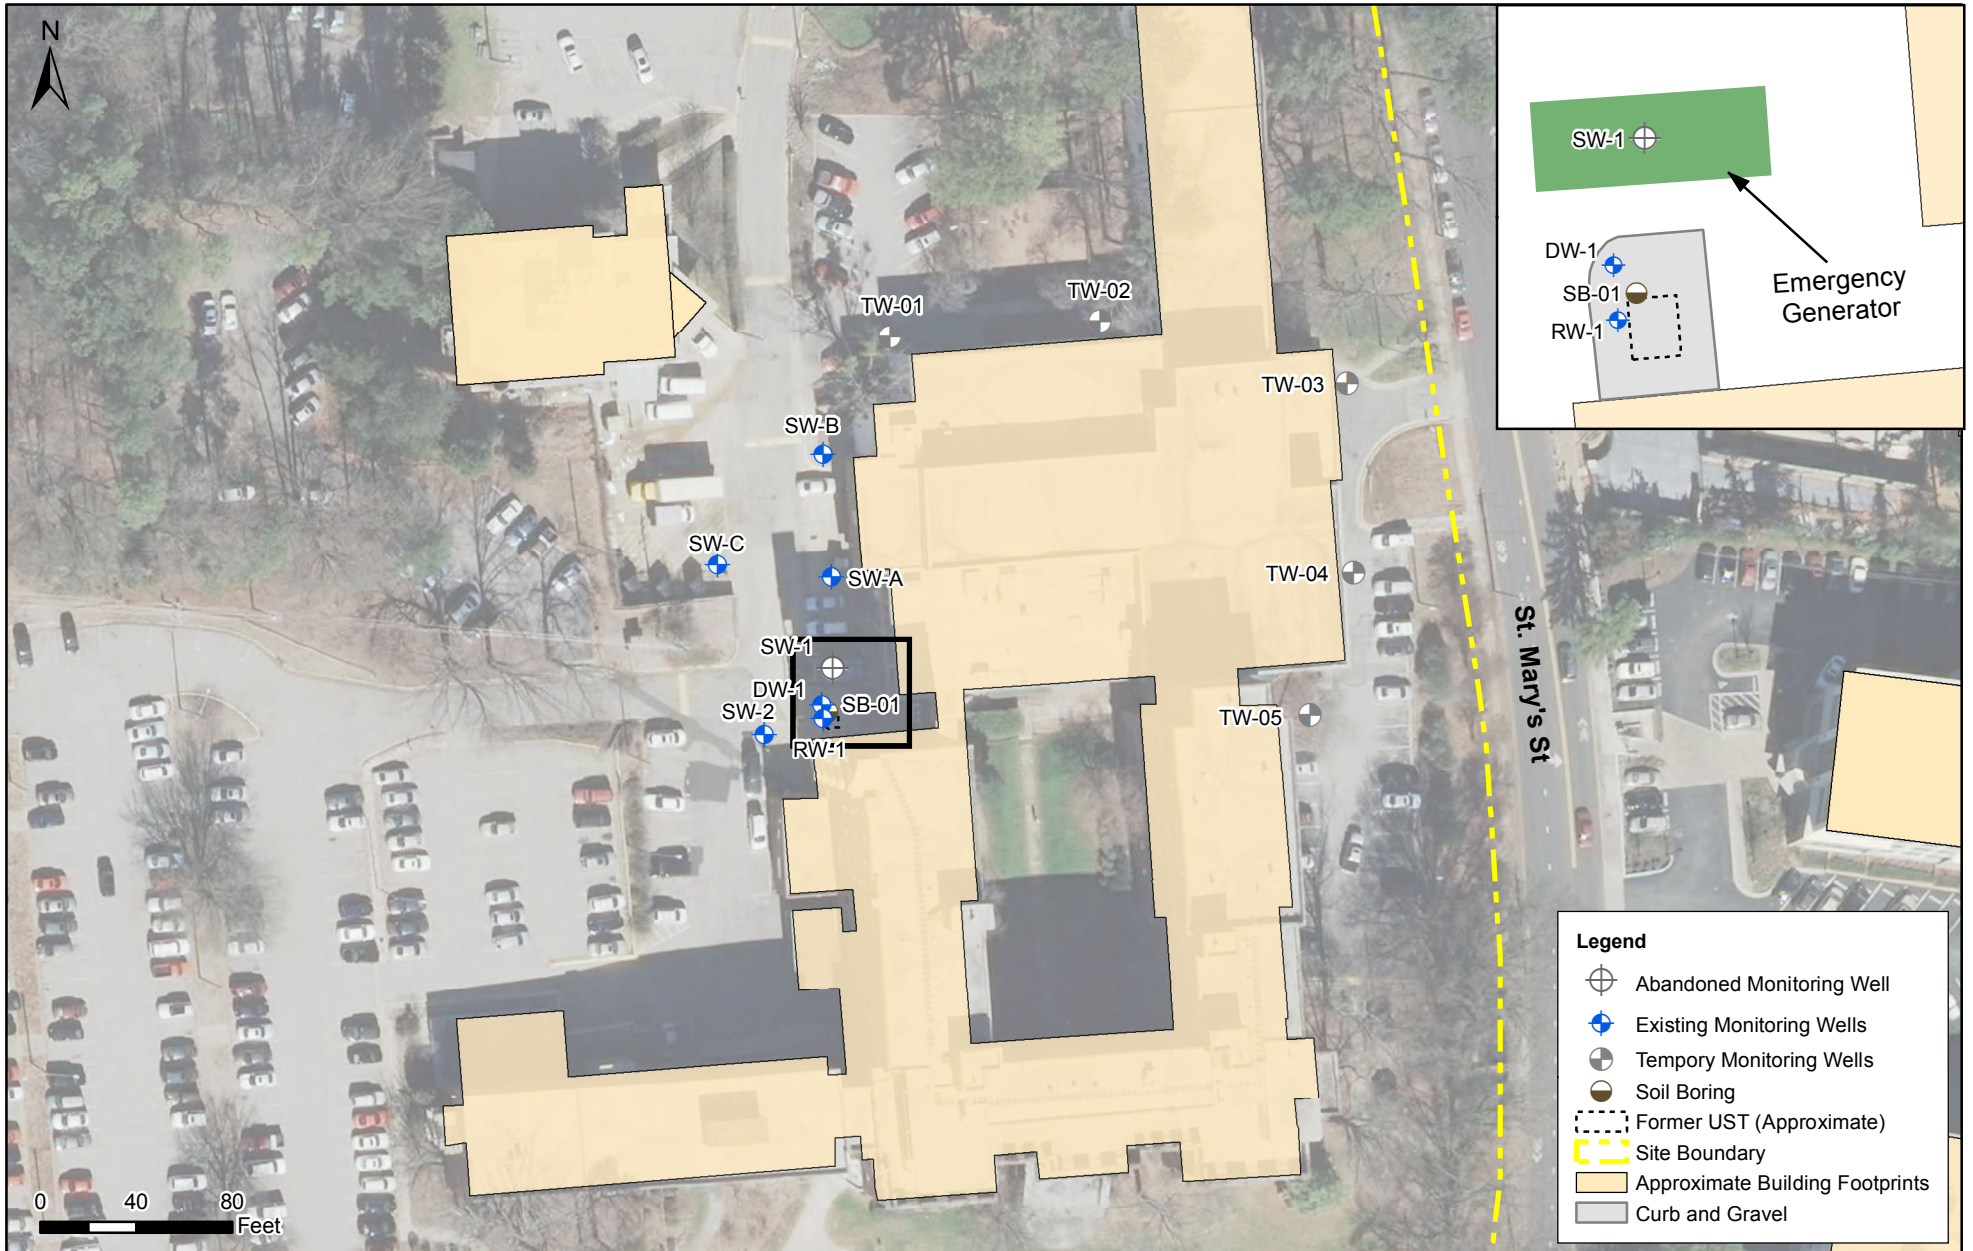 N
SW-1
DW-1
SB-01
RW-1
Emergency
Generator
TW-01
TW-02
TW-03
SW-B
SW-C
SW-A
TW-04
SW-1
DW-1
SB-01
SW-2
RW-1
TW-05
St. Mary's St
Legend
Abandoned Monitoring Well
Existing Monitoring Wells
Tempory Monitoring Wells
Soil Boring
Former UST (Approximate)
Site Boundary
Approximate Building Footprints
Curb and Gravel
0 40 80
Feet